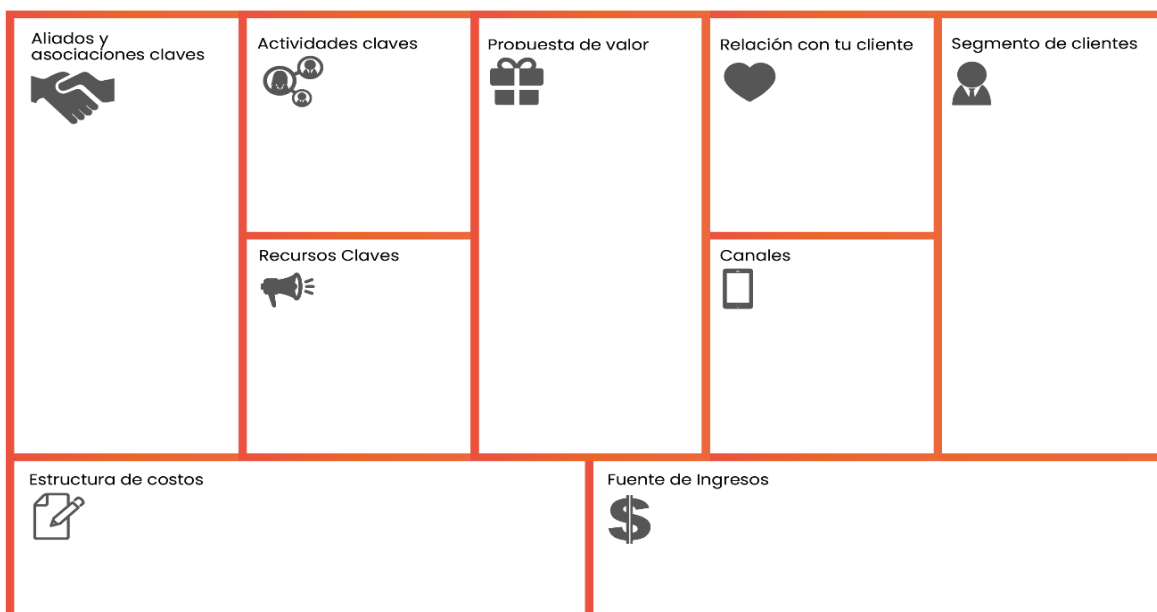 Aliados y
asociaciones claves
Actividades claves
Propuesta de valor
Relación con tu cliente
Segmento de clientes
Recursos Claves
Canales
Estructura de costos
Fuente de Ingresos